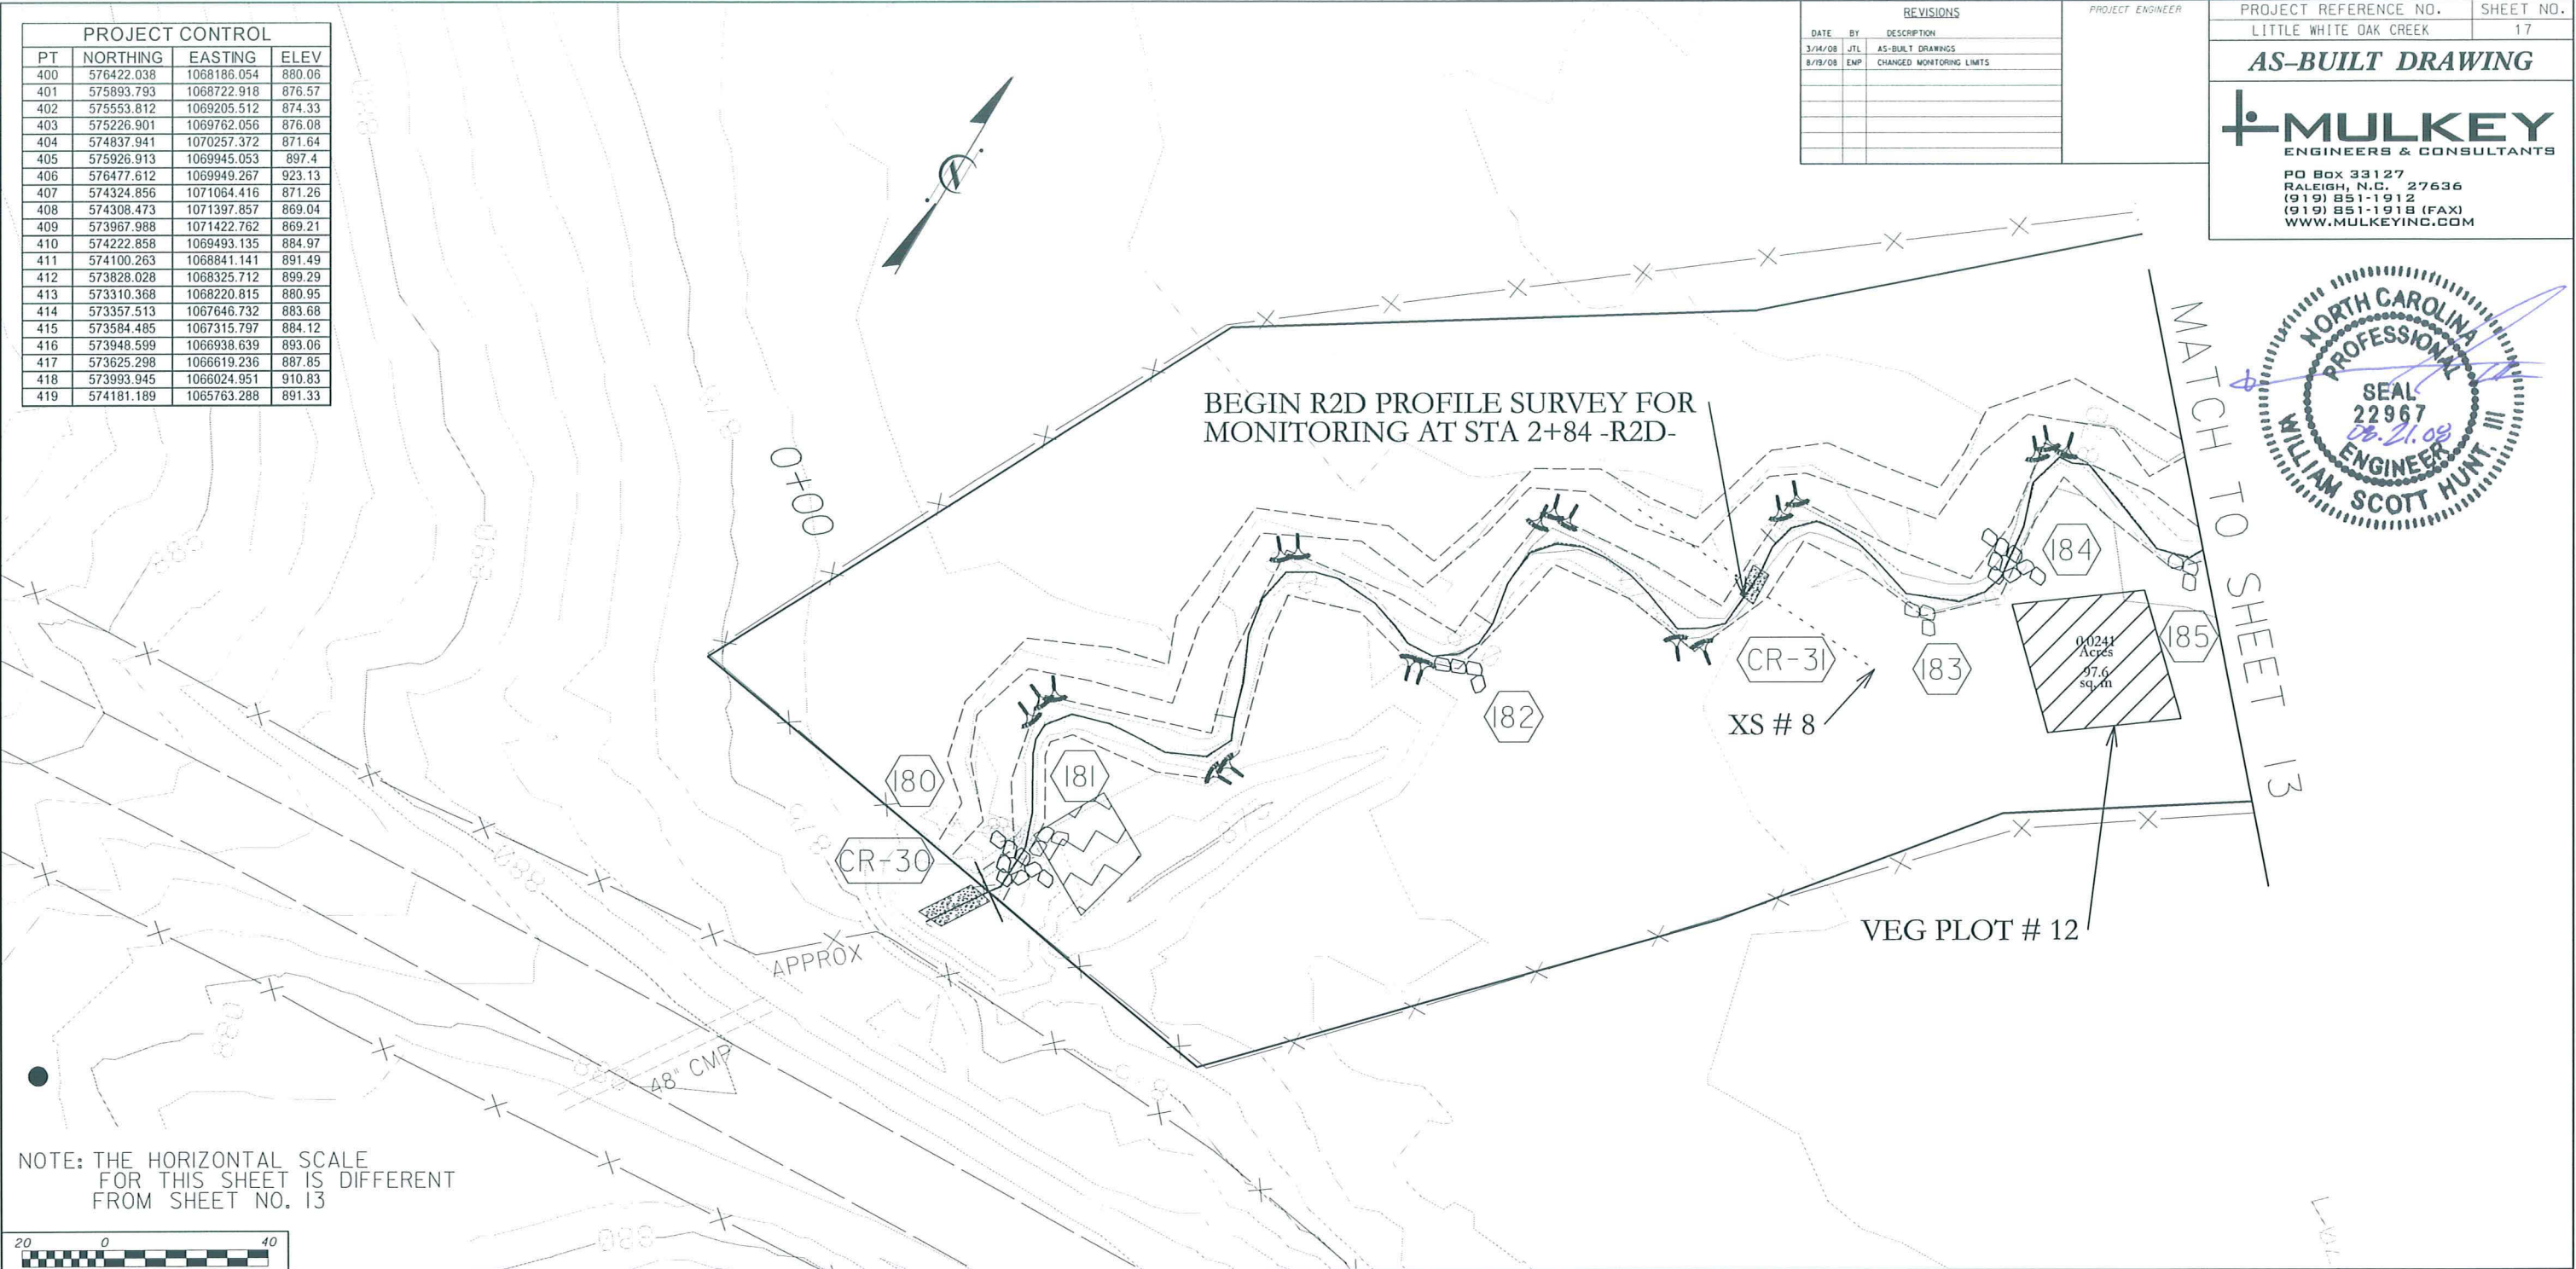 PROJECT CONTROL
PT NORTHING EASTING ELEV
400 576422.038 1068186.054 880.06
401 575893.793 1068722.918 876.57
402 575553.812 1069205.512 874.33
403 575226.901 1069762.056 876.08
404 574837.941 1070257.372 871.64
405 575926.913 1069945.053 897.4
406 576477.612 1069949.267 923.13
407 574324.856 1071064.416 871.26
408 574308.473 1071397.857 869.04
409 573967.988 1071422.762 869.21
410 574222.858 1069493.135 884.97
411 574100.263 1068841.141 891.49
412 573828.028 1068325.712 899.29
413 573310.368 1068220.815 880.95
414 573357.513 1067646.732 883.68
415 573584.485 1067315.797 884.12
416 573948.599 1066938.639 893.06
417 573625.298 1066619.236 887.85
418 573993.945 1066024.951 910.83
419 574181.189 1065763.288 891.33
REVISIONS
DATE BY DESCRIPTION
3/14/08 JTL AS-BUILT DRAWINGS
8/19/08 EMP CHANGED MONITORING LIMITS
PROJECT ENGINEER
PROJECT REFERENCE NO. SHEET NO.
LITTLE WHITE OAK CREEK 17
AS-BUILT DRAWING
MULKEY
ENGINEERS & CONSULTANTS
PO BOX 33127
RALEIGH, N.C. 27636
(919) 851-1912
(919) 851-1918 (FAX)
WWW.MULKEYINC.COM
NORTH CAROLINA
PROFESSIONAL
SEAL
22967
08.21.08
ENGINEER
WILLIAM SCOTT HUNT, III
N
BEGIN R2D PROFILE SURVEY FOR
MONITORING AT STA 2+84 -R2D-
0+00
MATCH TO SHEET 13
184
185
0.0241
Acres
97.6
sq. m
CR-31
183
182
XS # 8
180
181
CR-30
VEG PLOT # 12
APPROX
48" CMP
890
880
880
NOTE: THE HORIZONTAL SCALE
FOR THIS SHEET IS DIFFERENT
FROM SHEET NO. 13
20 0 40